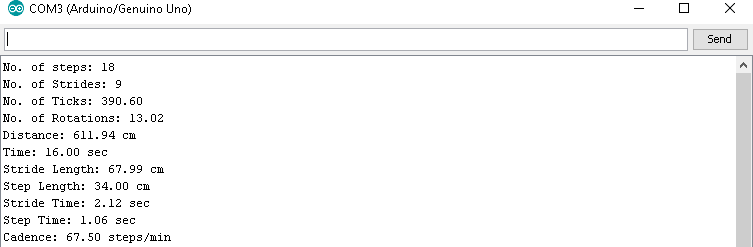 COM3 (Arduino/Genuino Uno)
Send
No. of steps: 18
No. of Strides: 9
No. of Ticks: 390.60
No. of Rotations: 13.02
Distance: 611.94 cm
Time: 16.00 sec
Stride Length: 67.99 cm
Step Length: 34.00 cm
Stride Time: 2.12 sec
Step Time: 1.06 sec
Cadence: 67.50 steps/min